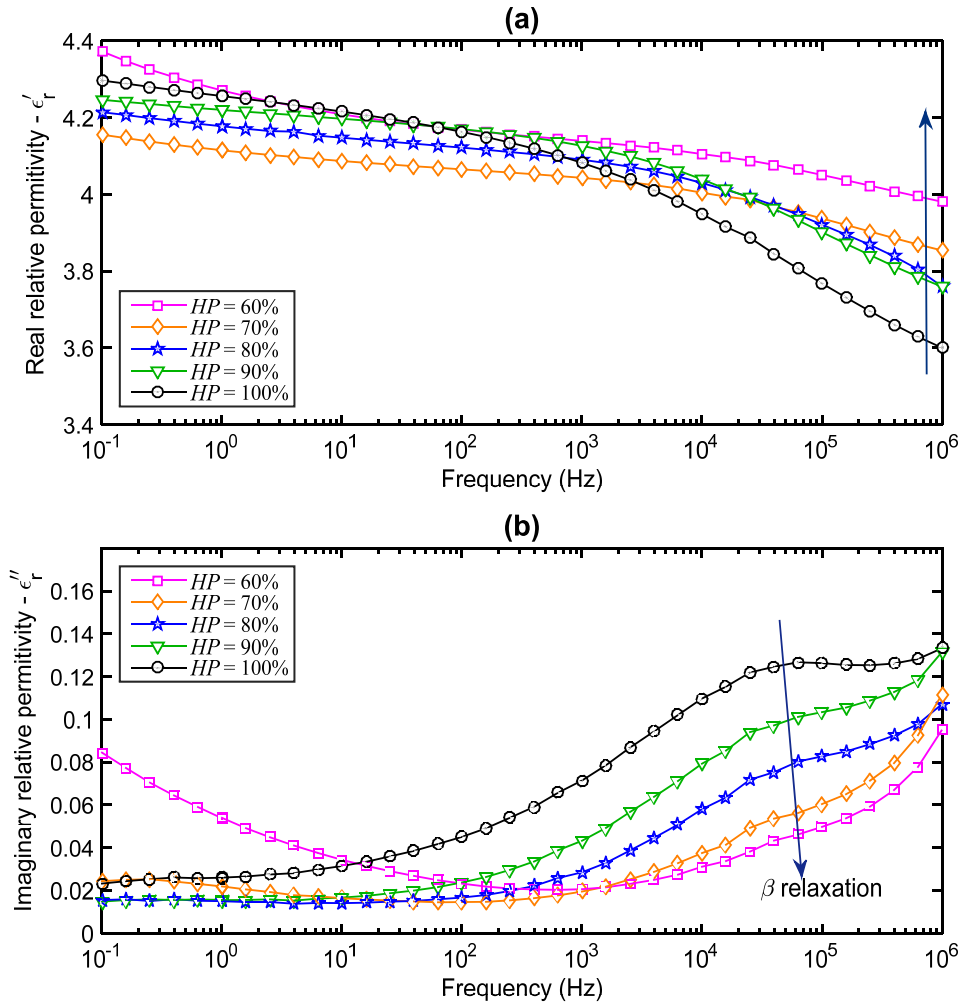 (a)
Real relative permitivity - ϵ′r
4.4
4.2
4
3.8
3.6
3.4
HP = 60%
HP = 70%
HP = 80%
HP = 90%
HP = 100%
10⁻¹ 10⁰ 10¹ 10² 10³ 10⁴ 10⁵ 10⁶
Frequency (Hz)
(b)
Imaginary relative permitivity - ϵ″r
0.16
0.14
0.12
0.1
0.08
0.06
0.04
0.02
0
HP = 60%
HP = 70%
HP = 80%
HP = 90%
HP = 100%
β relaxation
10⁻¹ 10⁰ 10¹ 10² 10³ 10⁴ 10⁵ 10⁶
Frequency (Hz)